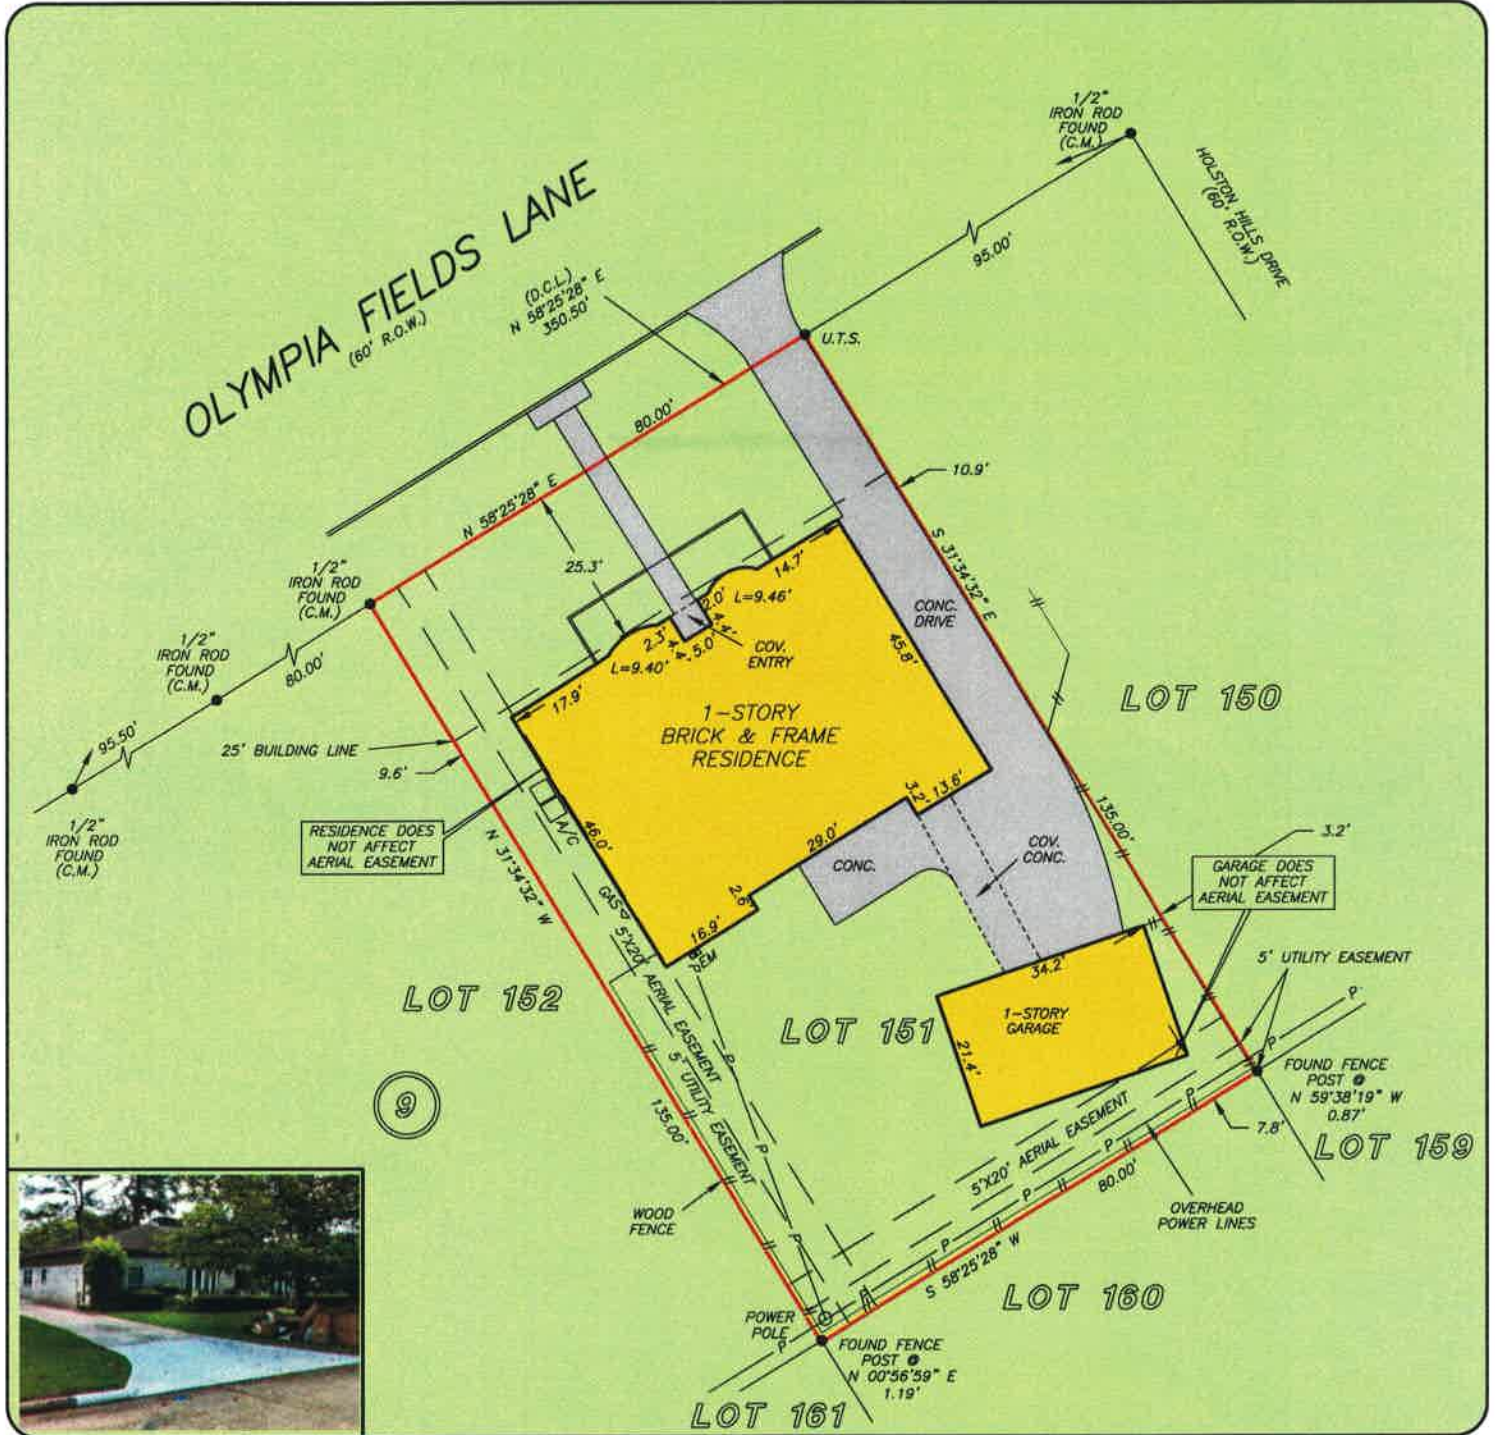 1/2"
IRON ROD
FOUND
(C.M.)
HOLSTON HILLS DRIVE
(60' R.O.W.)
95.00'
OLYMPIA FIELDS LANE
(60' R.O.W.)
(D.C.L.)
N 58°25'28" E
350.50'
U.T.S.
80.00'
N 58°25'28" E
10.9'
S 31°34'32" E
25.3'
1/2"
IRON ROD
FOUND
(C.M.)
1/2"
IRON ROD
FOUND
(C.M.)
80.00'
95.50'
1/2"
IRON ROD
FOUND
(C.M.)
14.7'
2.0'
L=9.46'
4.4'
5.0'
4.4'
2.3'
L=9.40'
17.9'
COV.
ENTRY
CONC.
DRIVE
45.8'
1-STORY
BRICK & FRAME
RESIDENCE
LOT 150
25' BUILDING LINE
9.6'
RESIDENCE DOES
NOT AFFECT
AERIAL EASEMENT
A/C
46.0'
N 31°34'32" W
3.2'
13.6'
29.0'
CONC.
COV.
CONC.
135.00'
3.2'
GARAGE DOES
NOT AFFECT
AERIAL EASEMENT
GAS
2.6'
16.9'
EM
P
5'X20' AERIAL EASEMENT
5' UTILITY EASEMENT
5' UTILITY EASEMENT
34.2'
1-STORY
GARAGE
21.4'
LOT 152
LOT 151
9
P
P
P
P
P
P
P
P
P
P
FOUND FENCE
POST @
N 59°38'19" W
0.87'
7.8'
LOT 159
135.00'
5'X20' AERIAL EASEMENT
80.00'
OVERHEAD
POWER LINES
WOOD
FENCE
S 58°25'28" W
LOT 160
POWER
POLE
FOUND FENCE
POST @
N 00°56'59" E
1.19'
LOT 161